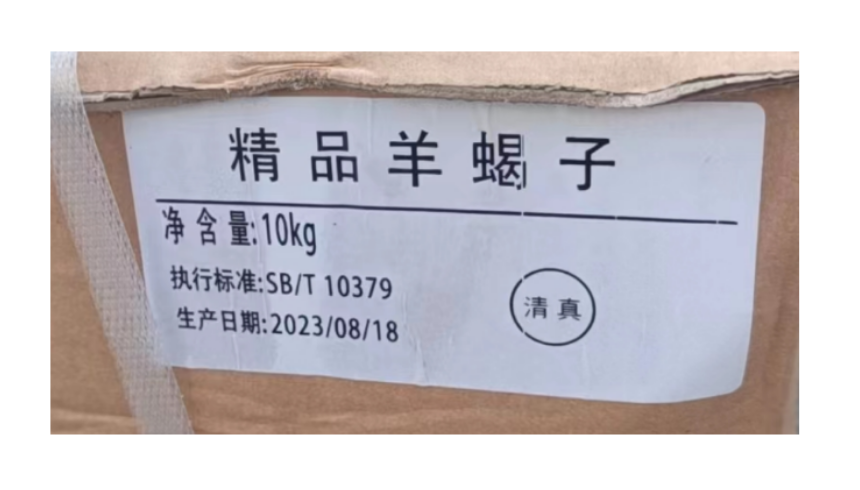 精品羊蝎子
净含量:10kg
执行标准:SB/T 10379
生产日期:2023/08/18
清真